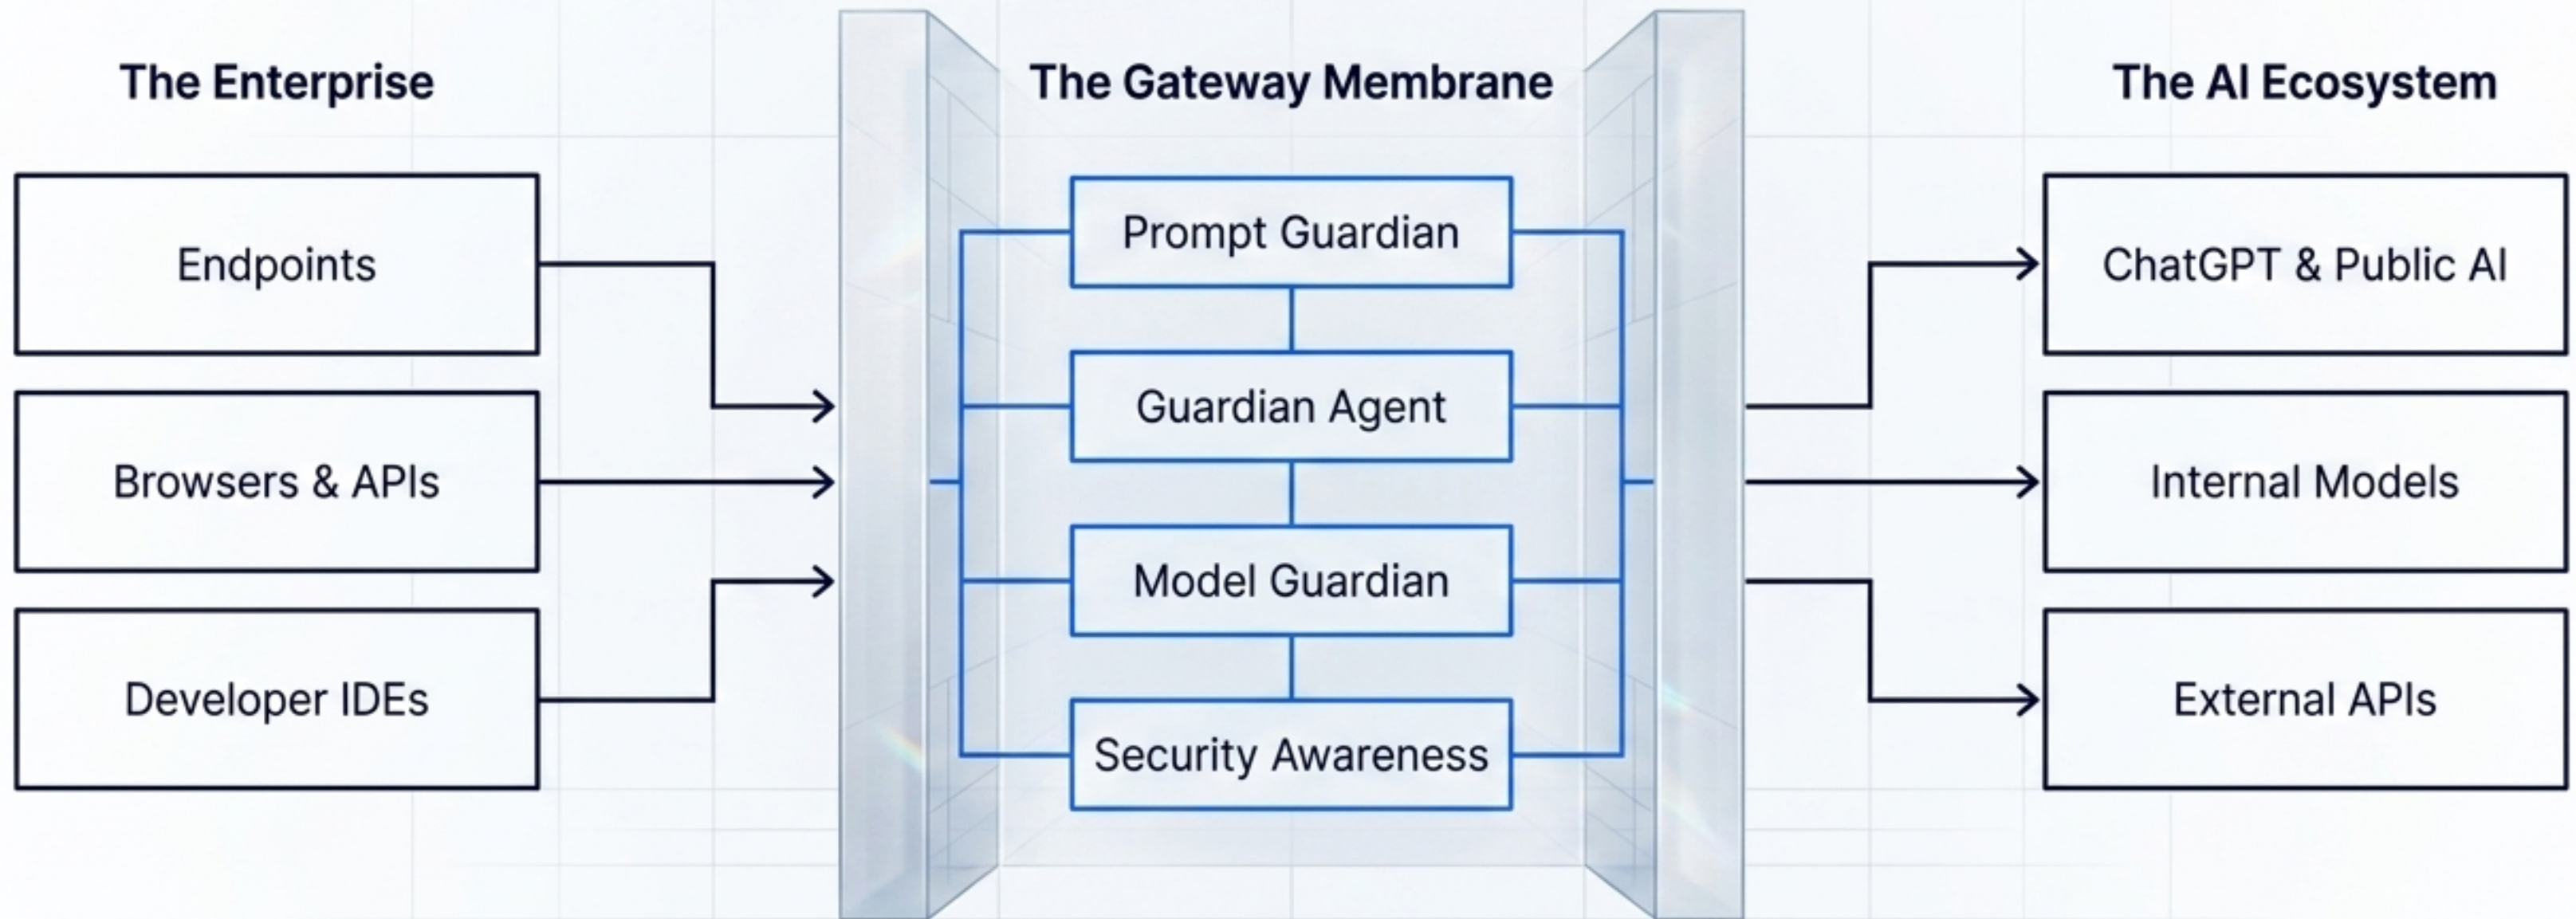 The Enterprise
Endpoints
Browsers & APIs
Developer IDEs
The Gateway Membrane
Prompt Guardian
Guardian Agent
Model Guardian
Security Awareness
The AI Ecosystem
ChatGPT & Public AI
Internal Models
External APIs